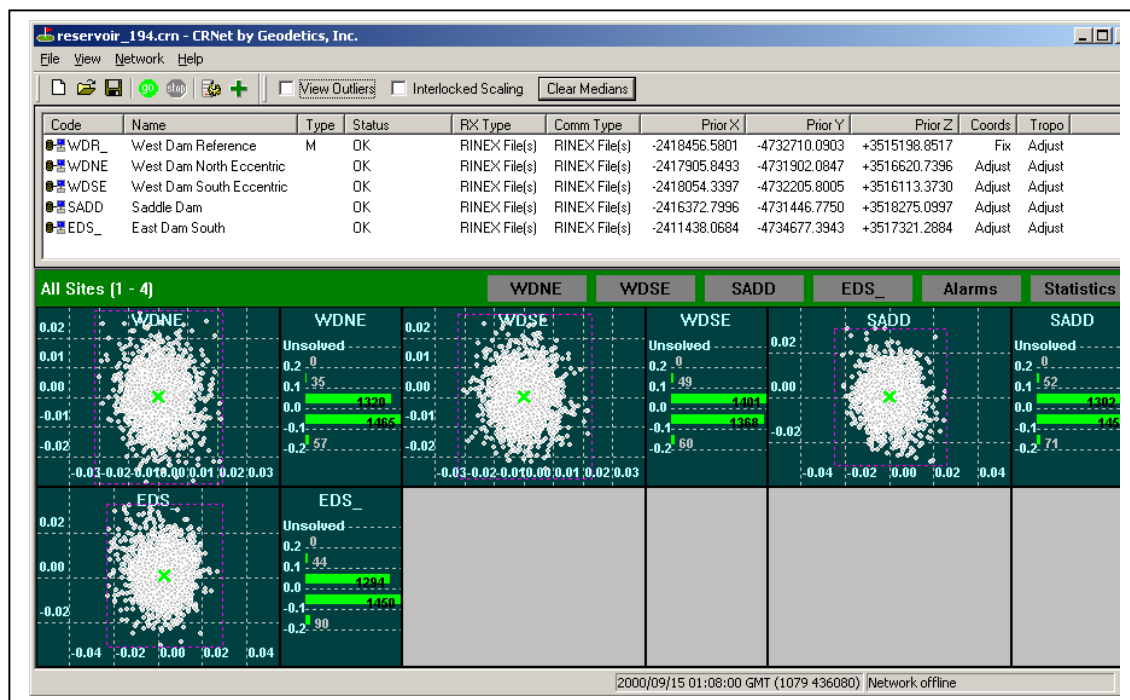 reservoir_194.crn - CRNet by Geodetics, Inc.
File View Network Help
go stop View Outliers Interlocked Scaling Clear Medians
Code Name Type Status RX Type Comm Type Prior X Prior Y Prior Z Coords Tropo
WDR_ West Dam Reference M OK RINEX File(s) RINEX File(s) -2418456.5801 -4732710.0903 +3515198.8517 Fix Adjust
WDNE West Dam North Eccentric OK RINEX File(s) RINEX File(s) -2417905.8493 -4731902.0847 +3516620.7396 Adjust Adjust
WDSE West Dam South Eccentric OK RINEX File(s) RINEX File(s) -2418054.3397 -4732205.8005 +3516113.3730 Adjust Adjust
SADD Saddle Dam OK RINEX File(s) RINEX File(s) -2416372.7996 -4731446.7750 +3518275.0997 Adjust Adjust
EDS_ East Dam South OK RINEX File(s) RINEX File(s) -2411438.0684 -4734677.3943 +3517321.2884 Adjust Adjust
All Sites (1 - 4) WDNE WDSE SADD EDS_ Alarms Statistics
WDNE
0.02
0.01
0.00
-0.01
-0.02
-0.03 -0.02 -0.01 0.00 0.01 0.02 0.03
WDNE
Unsolved
0.2 0
0.1 35
0.0 1320
-0.1 1465
-0.2 57
WDSE
0.02
0.01
0.00
-0.01
-0.02
-0.03 -0.02 -0.01 0.00 0.01 0.02 0.03
WDSE
Unsolved
0.2 0
0.1 49
0.0 1401
-0.1 1368
-0.2 60
SADD
0.02
0.00
-0.02
-0.04 -0.02 0.00 0.02 0.04
SADD
Unsolved
0.2 0
0.1 52
0.0 1302
-0.1 145
-0.2 71
EDS_
0.02
0.00
-0.02
-0.04 -0.02 0.00 0.02 0.04
EDS_
Unsolved
0.2 0
0.1 44
0.0 1294
-0.1 1450
-0.2 90
2000/09/15 01:08:00 GMT (1079 436080) Network offline